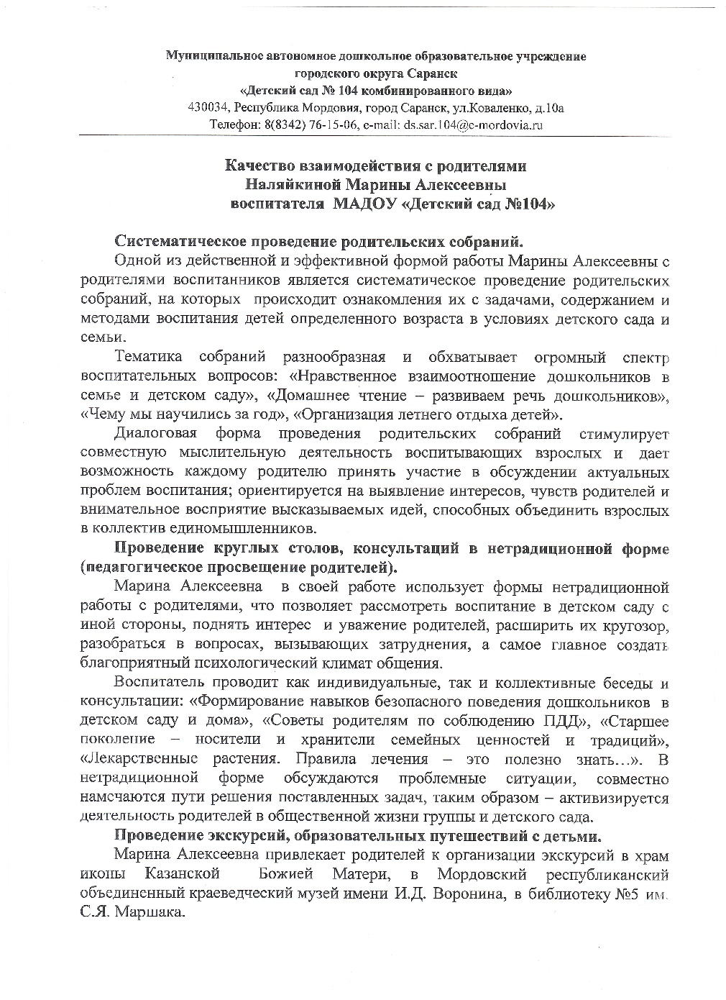 Муниципальное автономное дошкольное образовательное учреждение
городского округа Саранск
«Детский сад № 104 комбинированного вида»
430034, Республика Мордовия, город Саранск, ул.Коваленко, д.10а
Телефон: 8(8342) 76-15-06, e-mail: ds.sar.104@e-mordovia.ru
Качество взаимодействия с родителями
Наляйкиной Марины Алексеевны
воспитателя МАДОУ «Детский сад №104»
Систематическое проведение родительских собраний.
Одной из действенной и эффективной формой работы Марины Алексеевны с
родителями воспитанников является систематическое проведение родительских
собраний, на которых происходит ознакомления их с задачами, содержанием и
методами воспитания детей определенного возраста в условиях детского сада и
семьи.
Тематика собраний разнообразная и обхватывает огромный спектр
воспитательных вопросов: «Нравственное взаимоотношение дошкольников в
семье и детском саду», «Домашнее чтение – развиваем речь дошкольников»,
«Чему мы научились за год», «Организация летнего отдыха детей».
Диалоговая форма проведения родительских собраний стимулирует
совместную мыслительную деятельность воспитывающих взрослых и дает
возможность каждому родителю принять участие в обсуждении актуальных
проблем воспитания; ориентируется на выявление интересов, чувств родителей и
внимательное восприятие высказываемых идей, способных объединить взрослых
в коллектив единомышленников.
Проведение круглых столов, консультаций в нетрадиционной форме
(педагогическое просвещение родителей).
Марина Алексеевна в своей работе использует формы нетрадиционной
работы с родителями, что позволяет рассмотреть воспитание в детском саду с
иной стороны, поднять интерес и уважение родителей, расширить их кругозор,
разобраться в вопросах, вызывающих затруднения, а самое главное создать
благоприятный психологический климат общения.
Воспитатель проводит как индивидуальные, так и коллективные беседы и
консультации: «Формирование навыков безопасного поведения дошкольников в
детском саду и дома», «Советы родителям по соблюдению ПДД», «Старшее
поколение – носители и хранители семейных ценностей и традиций»,
«Лекарственные растения. Правила лечения – это полезно знать…». В
нетрадиционной форме обсуждаются проблемные ситуации, совместно
намечаются пути решения поставленных задач, таким образом – активизируется
деятельность родителей в общественной жизни группы и детского сада.
Проведение экскурсий, образовательных путешествий с детьми.
Марина Алексеевна привлекает родителей к организации экскурсий в храм
иконы Казанской Божией Матери, в Мордовский республиканский
объединенный краеведческий музей имени И.Д. Воронина, в библиотеку №5 им.
С.Я. Маршака.